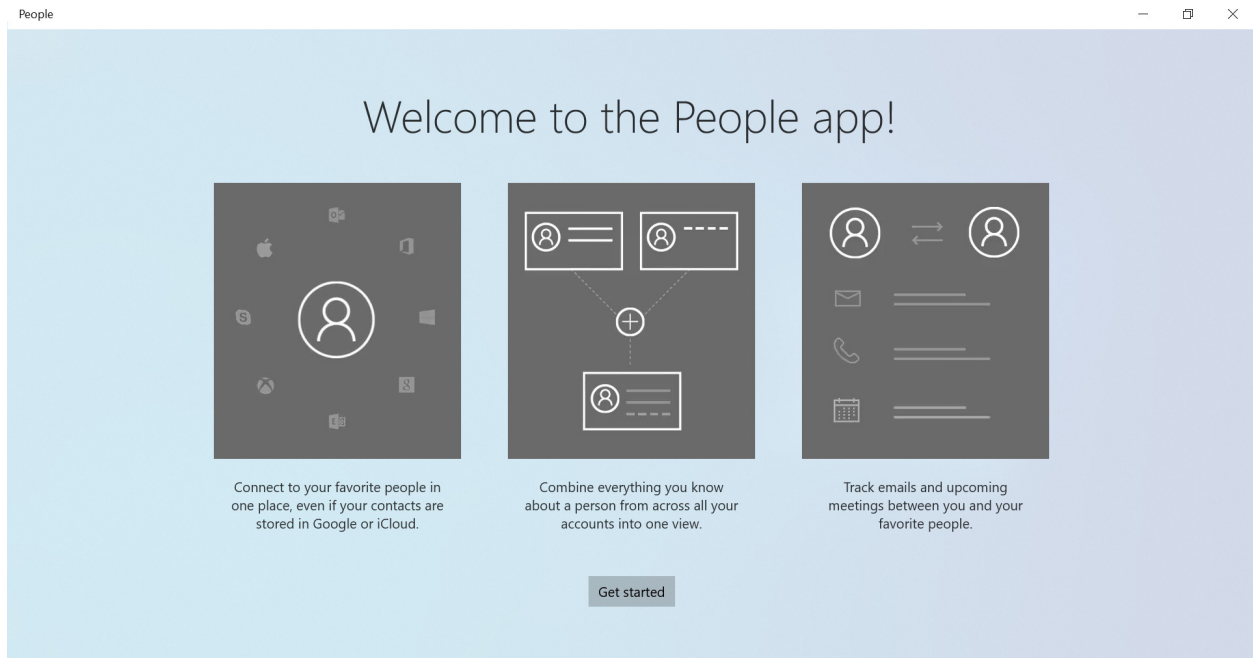 People
Welcome to the People app!
Connect to your favorite people in
one place, even if your contacts are
stored in Google or iCloud.
Combine everything you know
about a person from across all your
accounts into one view.
Track emails and upcoming
meetings between you and your
favorite people.
Get started